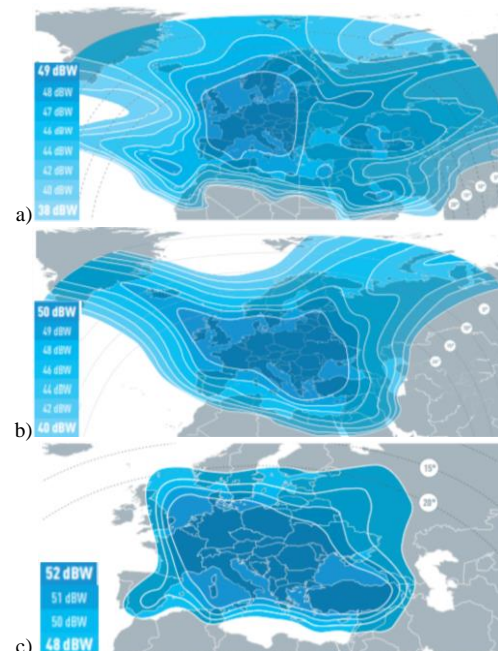 49 dBW
48 dBW
47 dBW
46 dBW
44 dBW
42 dBW
40 dBW
38 dBW
a)
50 dBW
49 dBW
48 dBW
46 dBW
44 dBW
42 dBW
40 dBW
b)
15°
20°
52 dBW
51 dBW
50 dBW
48 dBW
c)